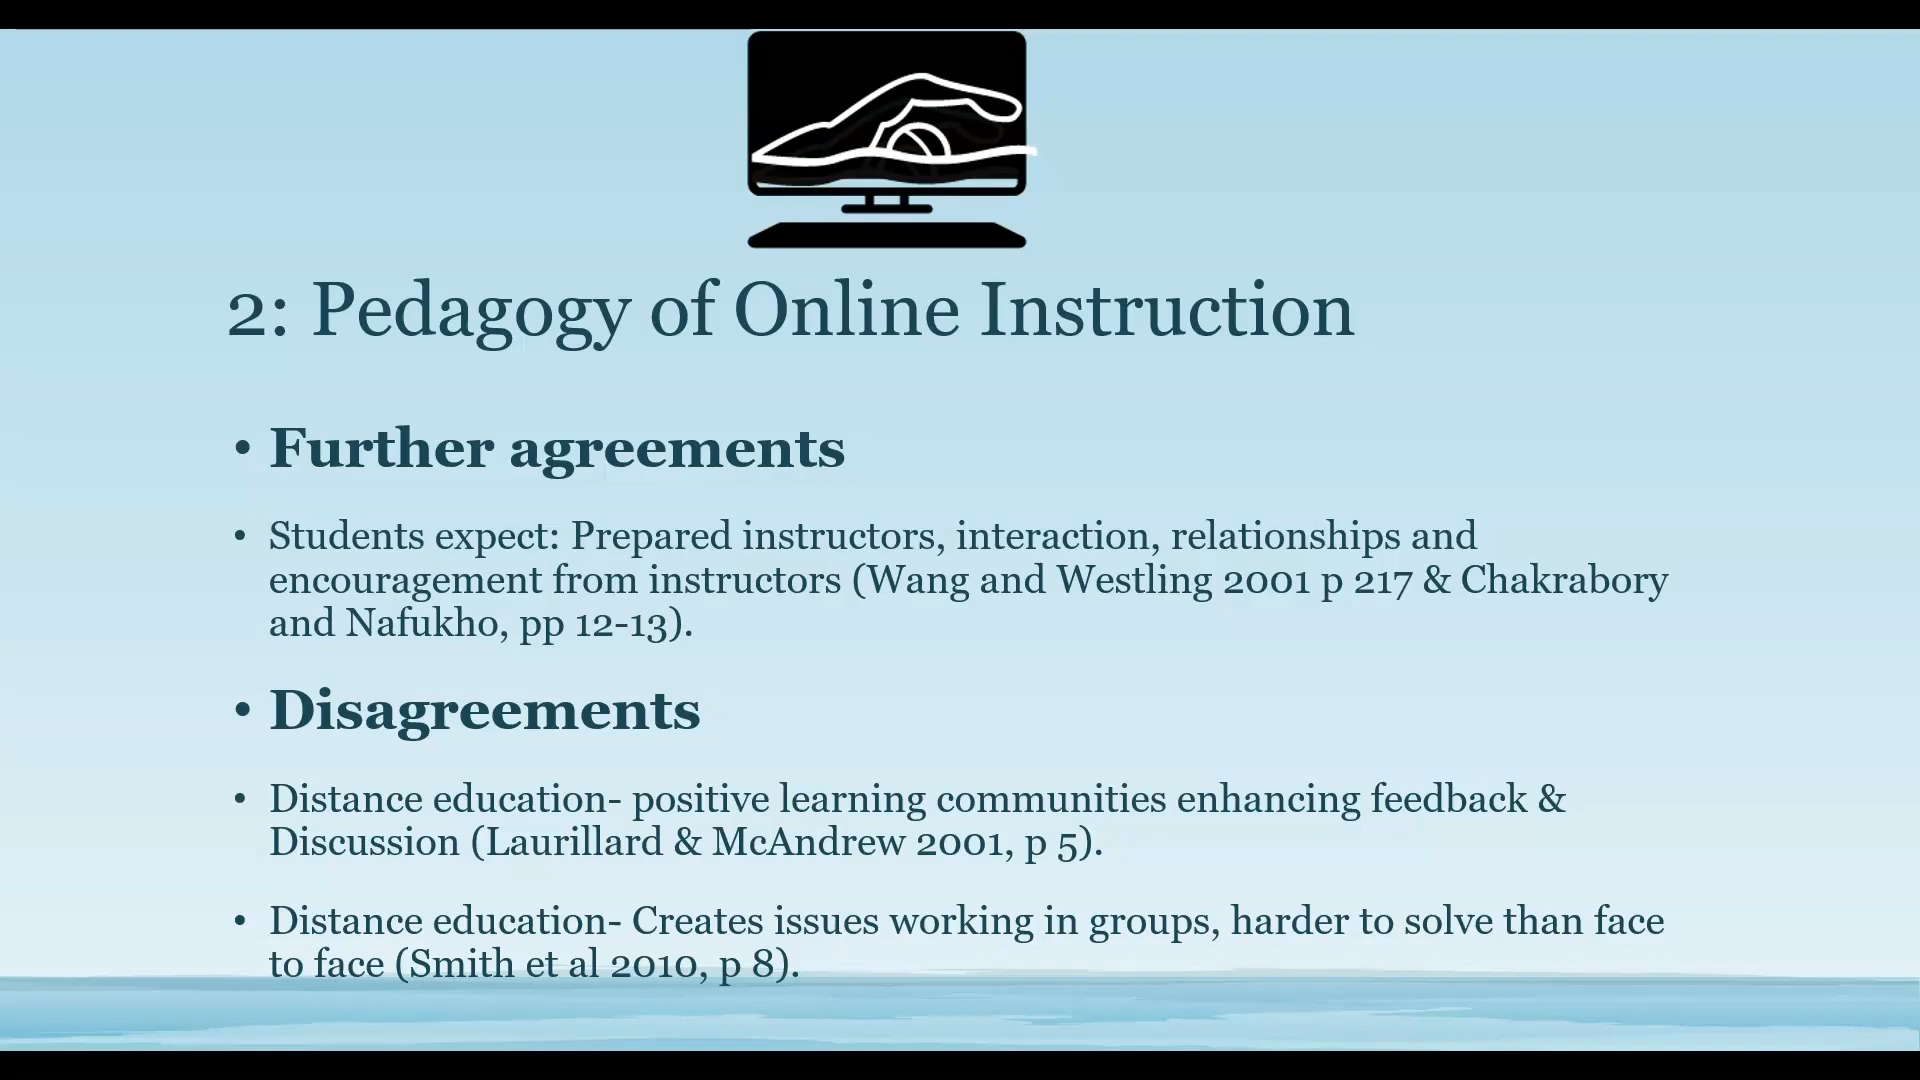 2: Pedagogy of Online Instruction
• Further agreements
• Students expect: Prepared instructors, interaction, relationships and
encouragement from instructors (Wang and Westling 2001 p 217 & Chakrabory
and Nafukho, pp 12-13).
• Disagreements
• Distance education- positive learning communities enhancing feedback &
Discussion (Laurillard & McAndrew 2001, p 5).
• Distance education- Creates issues working in groups, harder to solve than face
to face (Smith et al 2010, p 8).